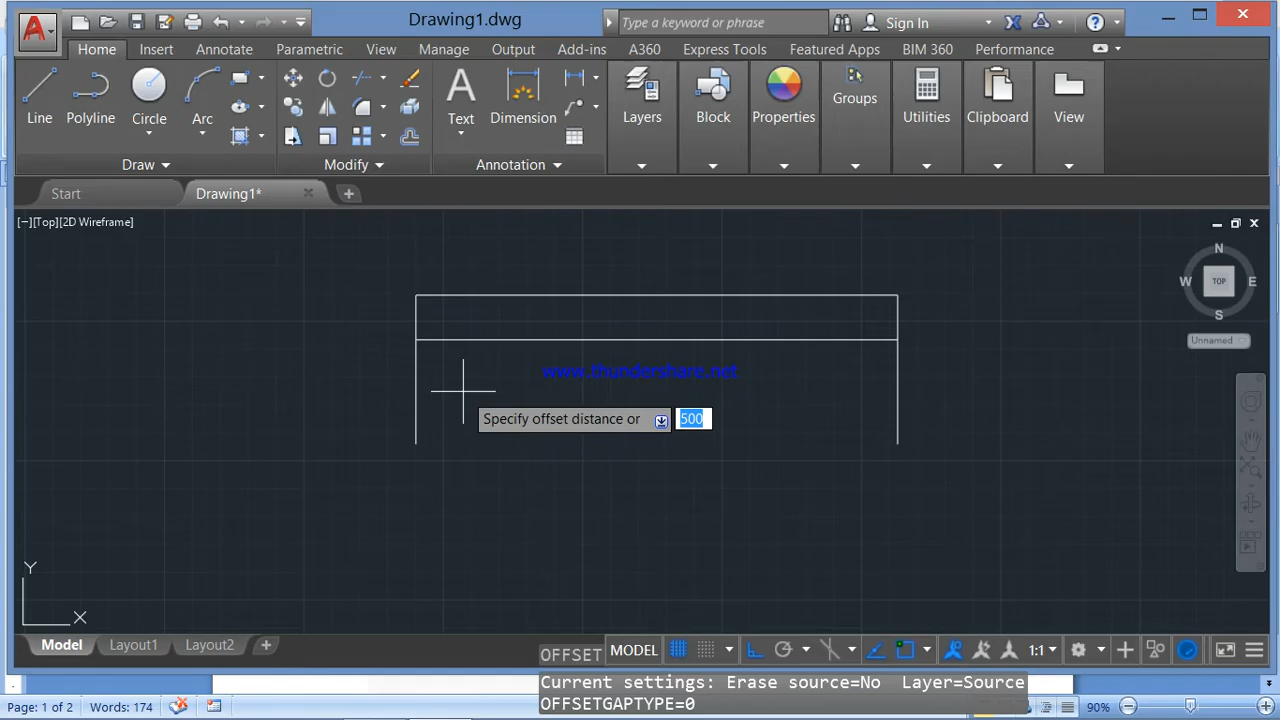 Drawing1.dwg
Type a keyword or phrase
Sign In
Home Insert Annotate Parametric View Manage Output Add-ins A360 Express Tools Featured Apps BIM 360 Performance
Line Polyline Circle Arc
Text Dimension
Layers Block Properties Groups Utilities Clipboard View
Draw Modify Annotation
Start Drawing1*
[−][Top][2D Wireframe]
N
W TOP E
S
Unnamed
www.thundershare.net
Specify offset distance or 500
Y
X
Model Layout1 Layout2
OFFSET MODEL 1:1
Current settings: Erase source=No Layer=Source
OFFSETGAPTYPE=0
Page: 1 of 2 Words: 174 90%